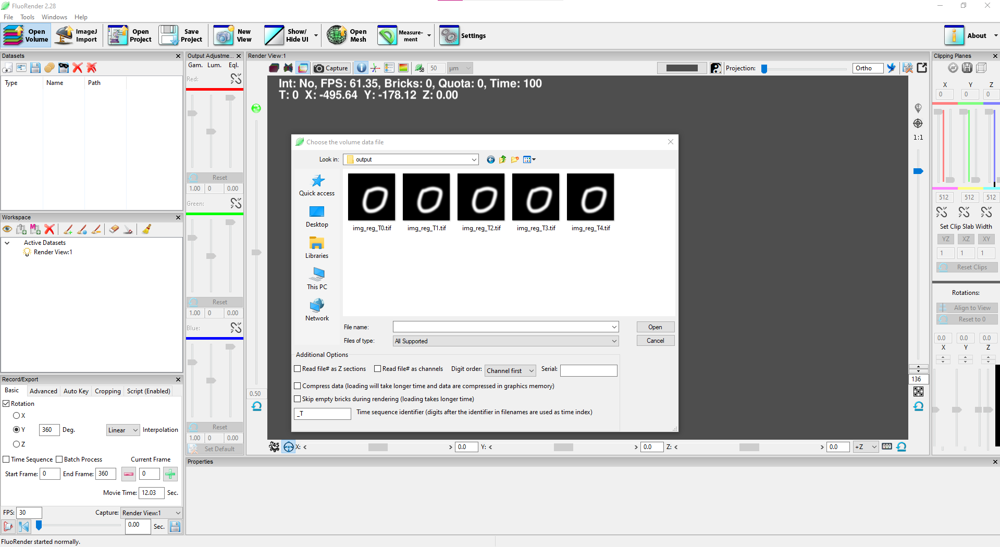 FluoRender 2.28
File Tools Windows Help
Open Volume
ImageJ Import
Open Project
Save Project
New View
Show/ Hide UI
Open Mesh
Measure- ment
Settings
About
Datasets
Type Name Path
Output Adjustme...
Gam. Lum. Eql.
Red:
Reset
1.00 0 0.00
Green:
Reset
1.00 0 0.00
Blue:
Reset
1.00 0 0.00
Set Default
Workspace
Active Datasets
Render View:1
Record/Export
Basic Advanced Auto Key Cropping Script (Enabled)
Rotation
X
Y 360 Deg. Linear Interpolation
Z
Time Sequence Batch Process Current Frame
Start Frame: 0 End Frame: 360 0
Movie Time: 12.03 Sec.
FPS: 30 Capture: Render View:1
0.00 Sec.
FluoRender started normally.
Render View:1
Capture SB 50 µm Projection: Ortho
Int: No, FPS: 61.35, Bricks: 0, Quota: 0, Time: 100
T: 0 X: -495.64 Y: -178.12 Z: 0.00
0.50
1:1
136
Choose the volume data file
Look in: output
Quick access
Desktop
Libraries
This PC
Network
img_reg_T0.tif img_reg_T1.tif img_reg_T2.tif img_reg_T3.tif img_reg_T4.tif
File name: Open
Files of type: All Supported Cancel
Additional Options
Read file# as Z sections Read file# as channels Digit order: Channel first Serial:
Compress data (loading will take longer time and data are compressed in graphics memory)
Skip empty bricks during rendering (loading takes longer time)
_T Time sequence identifier (digits after the identifier in filenames are used as time index)
45 X: < > 0.0 Y: < > 0.0 Z: < > 0.0 +Z 000
Properties
Clipping Planes
X Y Z
0 0 0
512 512 512
Set Clip Slab Width
YZ XZ XY
1 1 1
Reset Clips
Rotations:
Align to View
Reset to 0
0.0 0.0 0.0
X Y Z